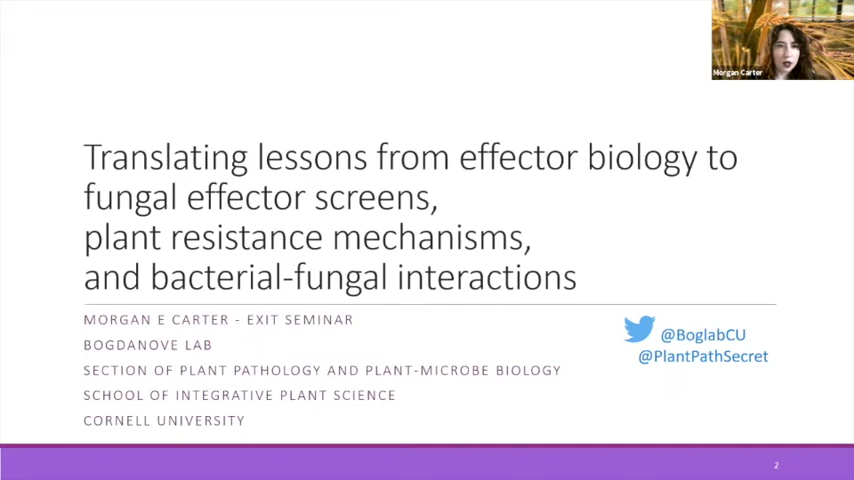 Morgan Carter
Translating lessons from effector biology to
fungal effector screens,
plant resistance mechanisms,
and bacterial-fungal interactions
MORGAN E CARTER - EXIT SEMINAR
BOGDANOVE LAB
SECTION OF PLANT PATHOLOGY AND PLANT-MICROBE BIOLOGY
SCHOOL OF INTEGRATIVE PLANT SCIENCE
CORNELL UNIVERSITY
@BoglabCU
@PlantPathSecret
2